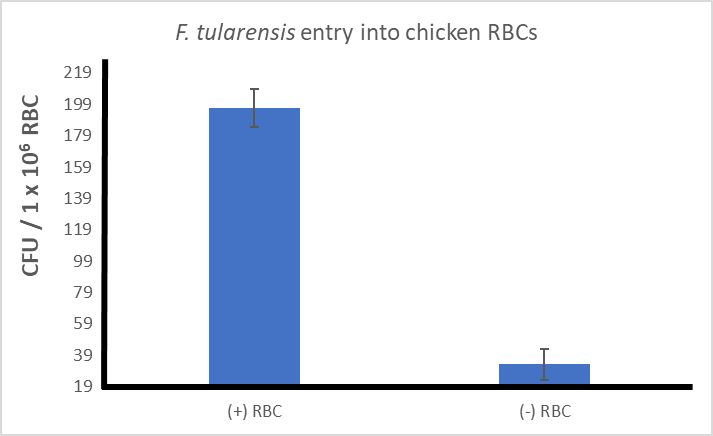 F. tularensis entry into chicken RBCs
CFU / 1 x 10⁶ RBC
219
199
179
159
139
119
99
79
59
39
19
(+) RBC
(-) RBC